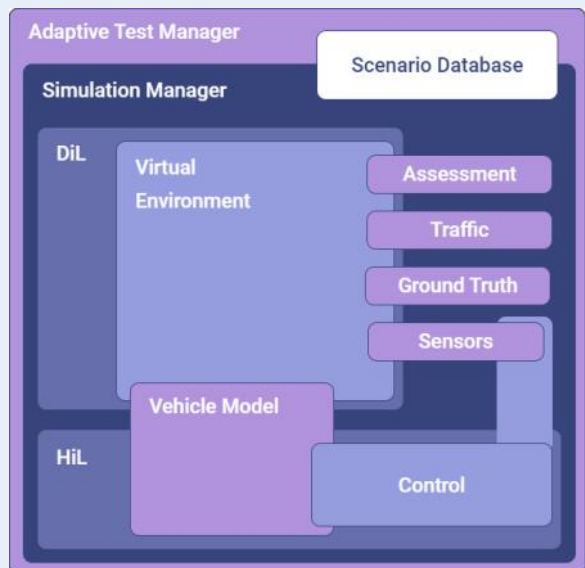 Adaptive Test Manager
Scenario Database
Simulation Manager
DiL
Virtual
Environment
Assessment
Traffic
Ground Truth
Sensors
Vehicle Model
HiL
Control